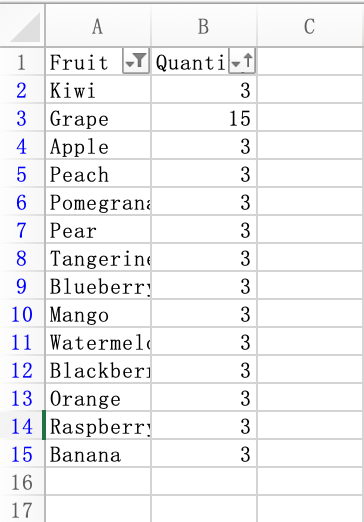 A B C
1 Fruit Quanti
2 Kiwi 3
3 Grape 15
4 Apple 3
5 Peach 3
6 Pomegrana 3
7 Pear 3
8 Tangerine 3
9 Blueberry 3
10 Mango 3
11 Watermelo 3
12 Blackberr 3
13 Orange 3
14 Raspberry 3
15 Banana 3
16
17